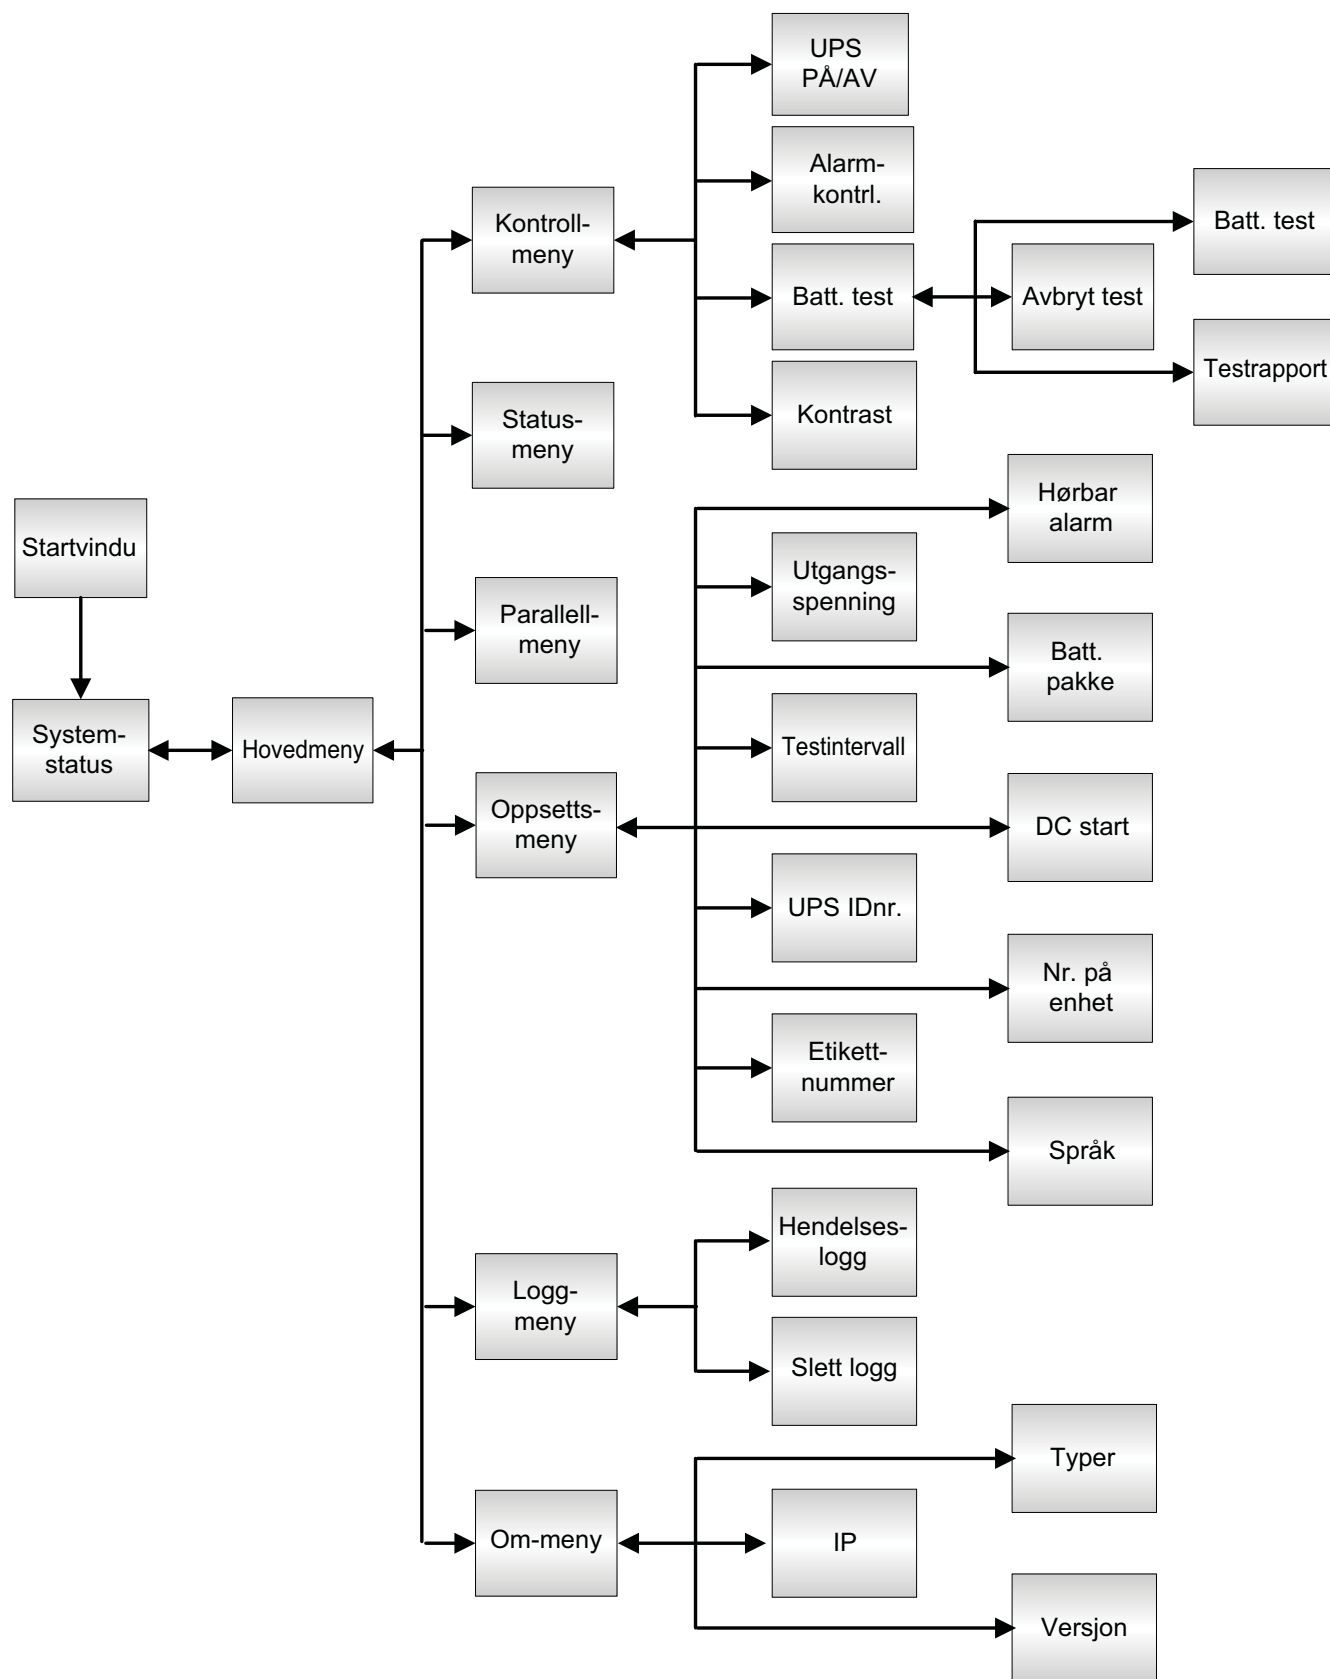 Startvindu
System-
status
Hovedmeny
Kontroll-
meny
UPS
PÅ/AV
Alarm-
kontrl.
Batt. test
Batt. test
Avbryt test
Testrapport
Kontrast
Status-
meny
Parallell-
meny
Oppsetts-
meny
Hørbar
alarm
Utgangs-
spenning
Batt.
pakke
Testintervall
DC start
UPS IDnr.
Nr. på
enhet
Etikett-
nummer
Språk
Logg-
meny
Hendelses-
logg
Slett logg
Om-meny
Typer
IP
Versjon